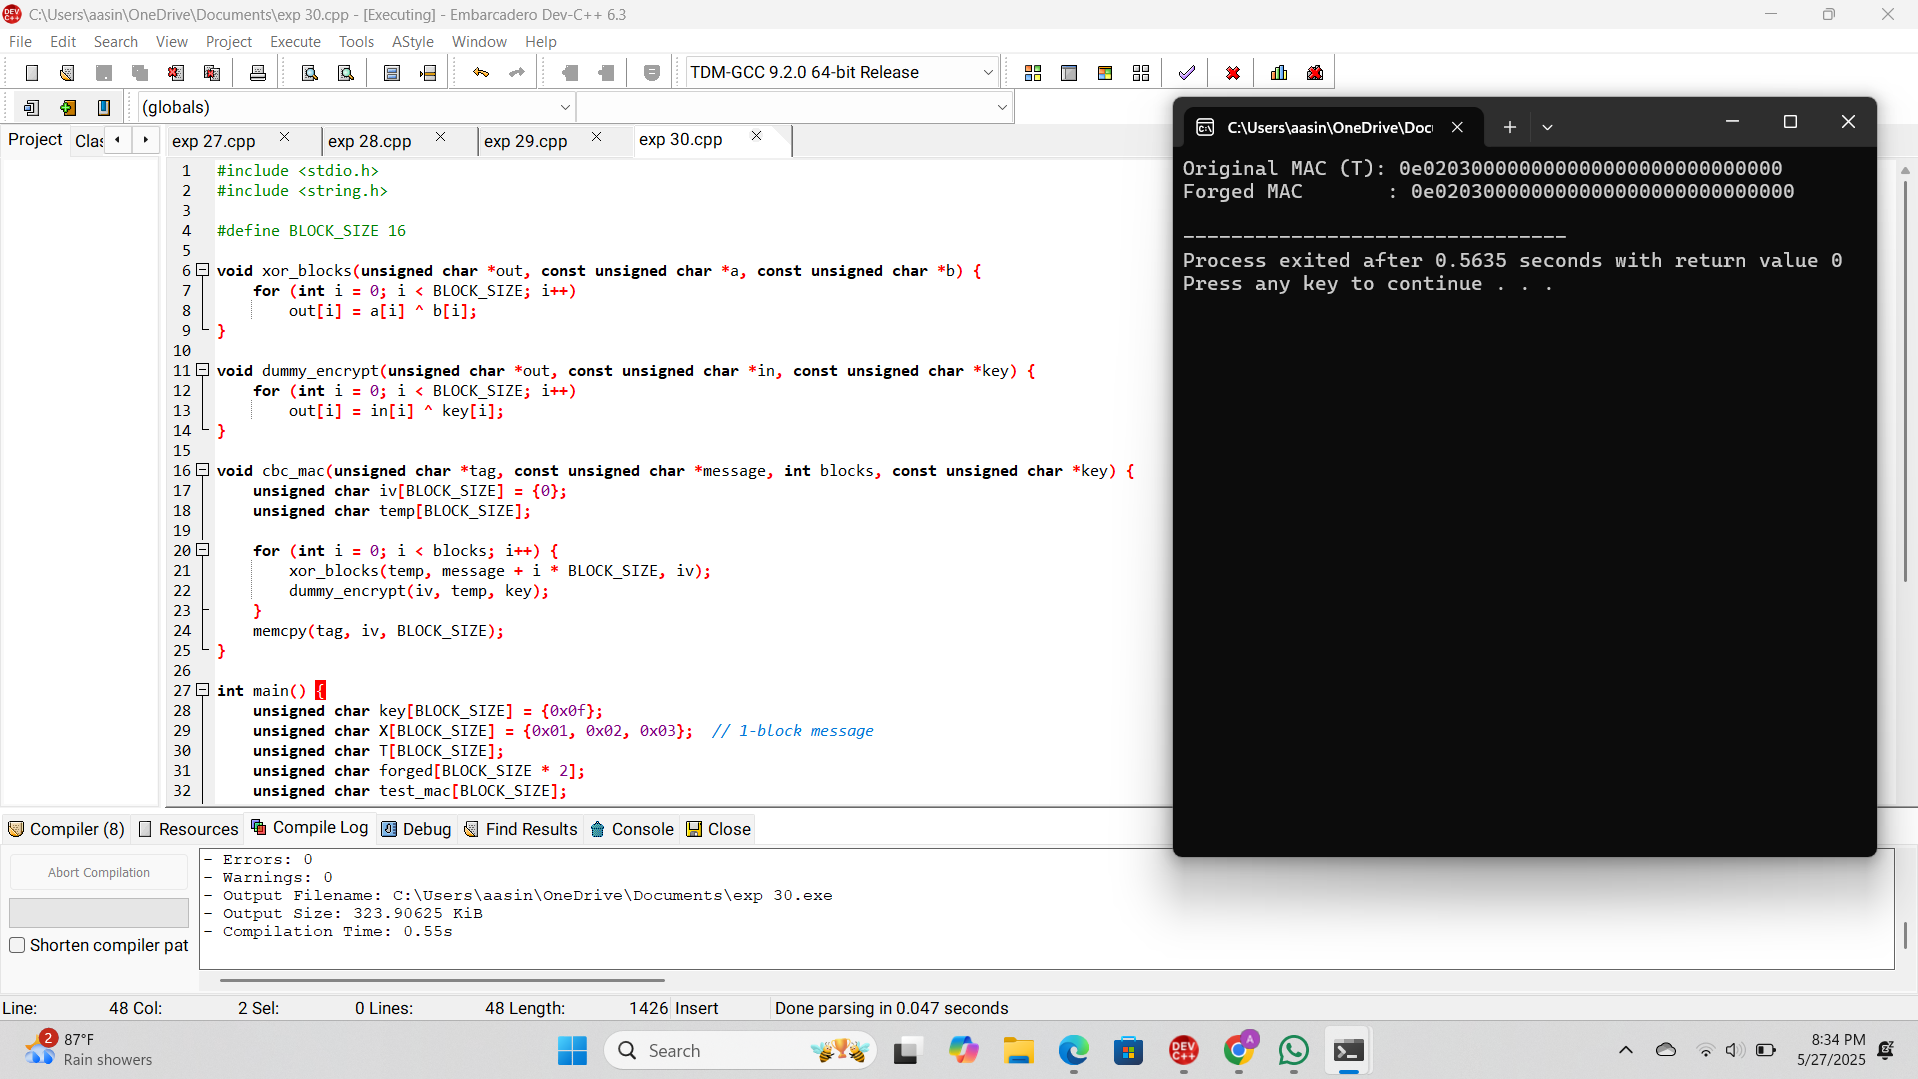 C:\Users\aasin\OneDrive\Documents\exp 30.cpp - [Executing] - Embarcadero Dev-C++ 6.3
File Edit Search View Project Execute Tools AStyle Window Help
TDM-GCC 9.2.0 64-bit Release
(globals)
Project Clas
exp 27.cpp exp 28.cpp exp 29.cpp exp 30.cpp
1 #include <stdio.h>
2 #include <string.h>
3
4 #define BLOCK_SIZE 16
5
6 void xor_blocks(unsigned char *out, const unsigned char *a, const unsigned char *b) {
7 for (int i = 0; i < BLOCK_SIZE; i++)
8 out[i] = a[i] ^ b[i];
9 }
10
11 void dummy_encrypt(unsigned char *out, const unsigned char *in, const unsigned char *key) {
12 for (int i = 0; i < BLOCK_SIZE; i++)
13 out[i] = in[i] ^ key[i];
14 }
15
16 void cbc_mac(unsigned char *tag, const unsigned char *message, int blocks, const unsigned char *key) {
17 unsigned char iv[BLOCK_SIZE] = {0};
18 unsigned char temp[BLOCK_SIZE];
19
20 for (int i = 0; i < blocks; i++) {
21 xor_blocks(temp, message + i * BLOCK_SIZE, iv);
22 dummy_encrypt(iv, temp, key);
23 }
24 memcpy(tag, iv, BLOCK_SIZE);
25 }
26
27 int main() {
28 unsigned char key[BLOCK_SIZE] = {0x0f};
29 unsigned char X[BLOCK_SIZE] = {0x01, 0x02, 0x03}; // 1-block message
30 unsigned char T[BLOCK_SIZE];
31 unsigned char forged[BLOCK_SIZE * 2];
32 unsigned char test_mac[BLOCK_SIZE];
C:\Users\aasin\OneDrive\Doc
Original MAC (T): 0e020300000000000000000000000000
Forged MAC : 0e020300000000000000000000000000
--------------------------------
Process exited after 0.5635 seconds with return value 0
Press any key to continue . . .
Compiler (8) Resources Compile Log Debug Find Results Console Close
Abort Compilation
Shorten compiler pat
- Errors: 0
- Warnings: 0
- Output Filename: C:\Users\aasin\OneDrive\Documents\exp 30.exe
- Output Size: 323.90625 KiB
- Compilation Time: 0.55s
Line: 48 Col: 2 Sel: 0 Lines: 48 Length: 1426 Insert Done parsing in 0.047 seconds
2
87°F
Rain showers
Search
DEV C++
A
8:34 PM
5/27/2025